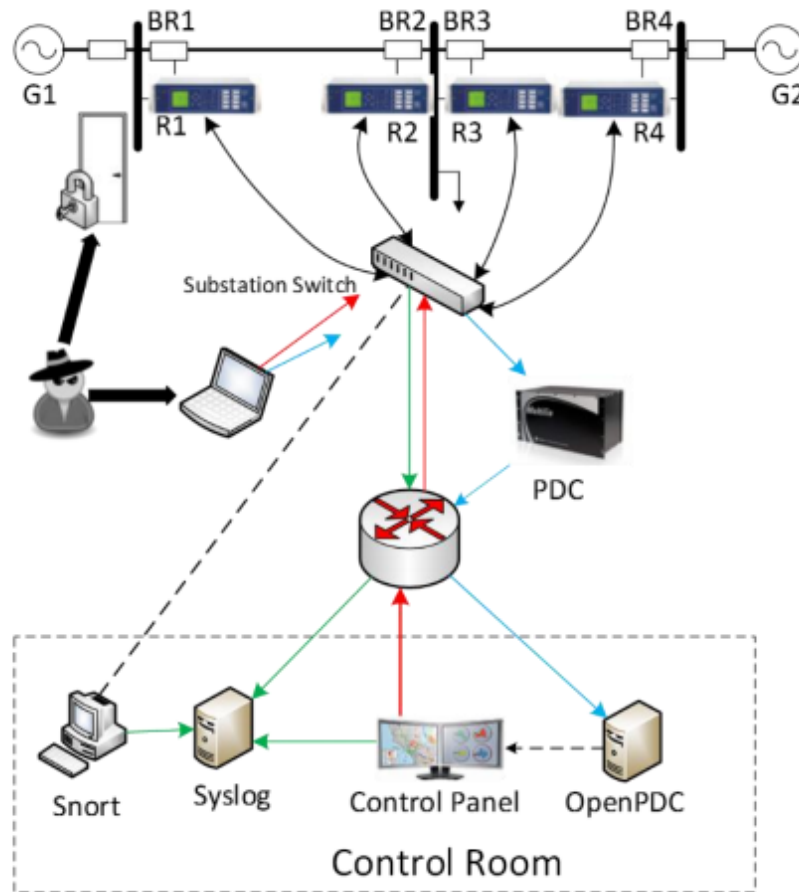 BR1
BR2
BR3
BR4
G1
G2
R1
R2
R3
R4
Substation Switch
PDC
Snort
Syslog
Control Panel
OpenPDC
Control Room